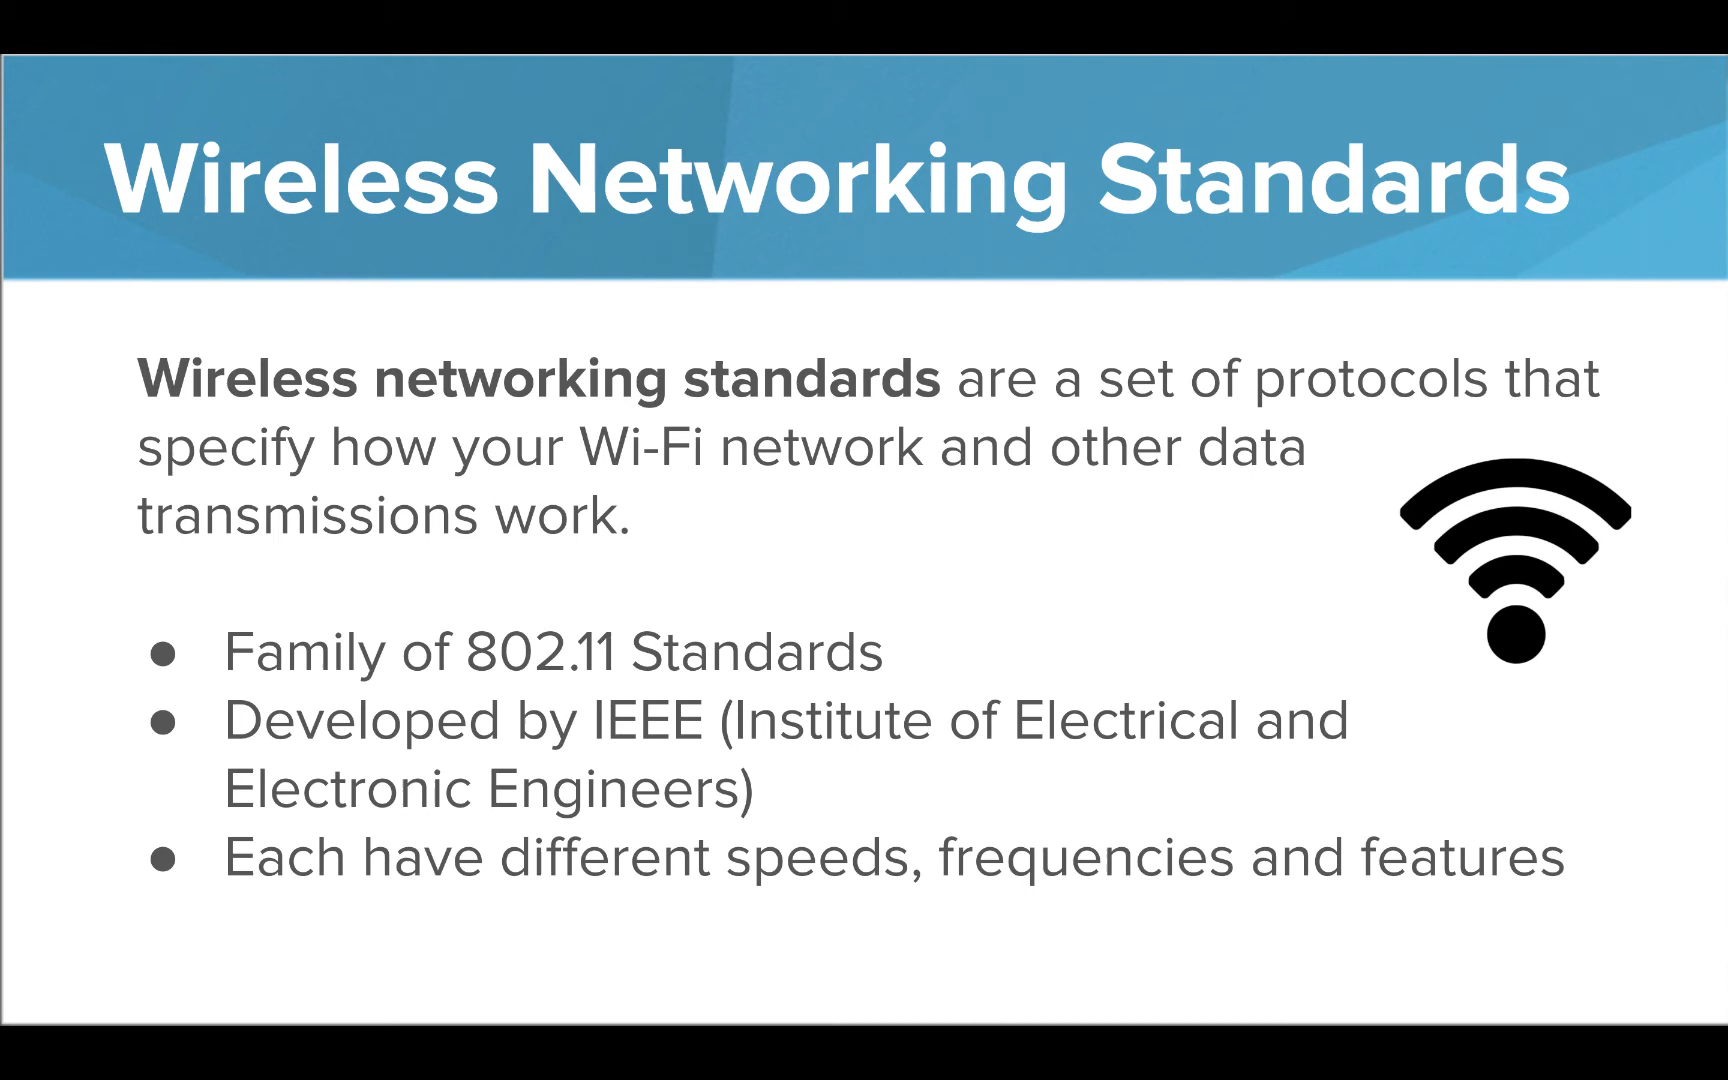 Wireless Networking Standards
Wireless networking standards are a set of protocols that
specify how your Wi-Fi network and other data
transmissions work.
● Family of 802.11 Standards
● Developed by IEEE (Institute of Electrical and
Electronic Engineers)
● Each have different speeds, frequencies and features